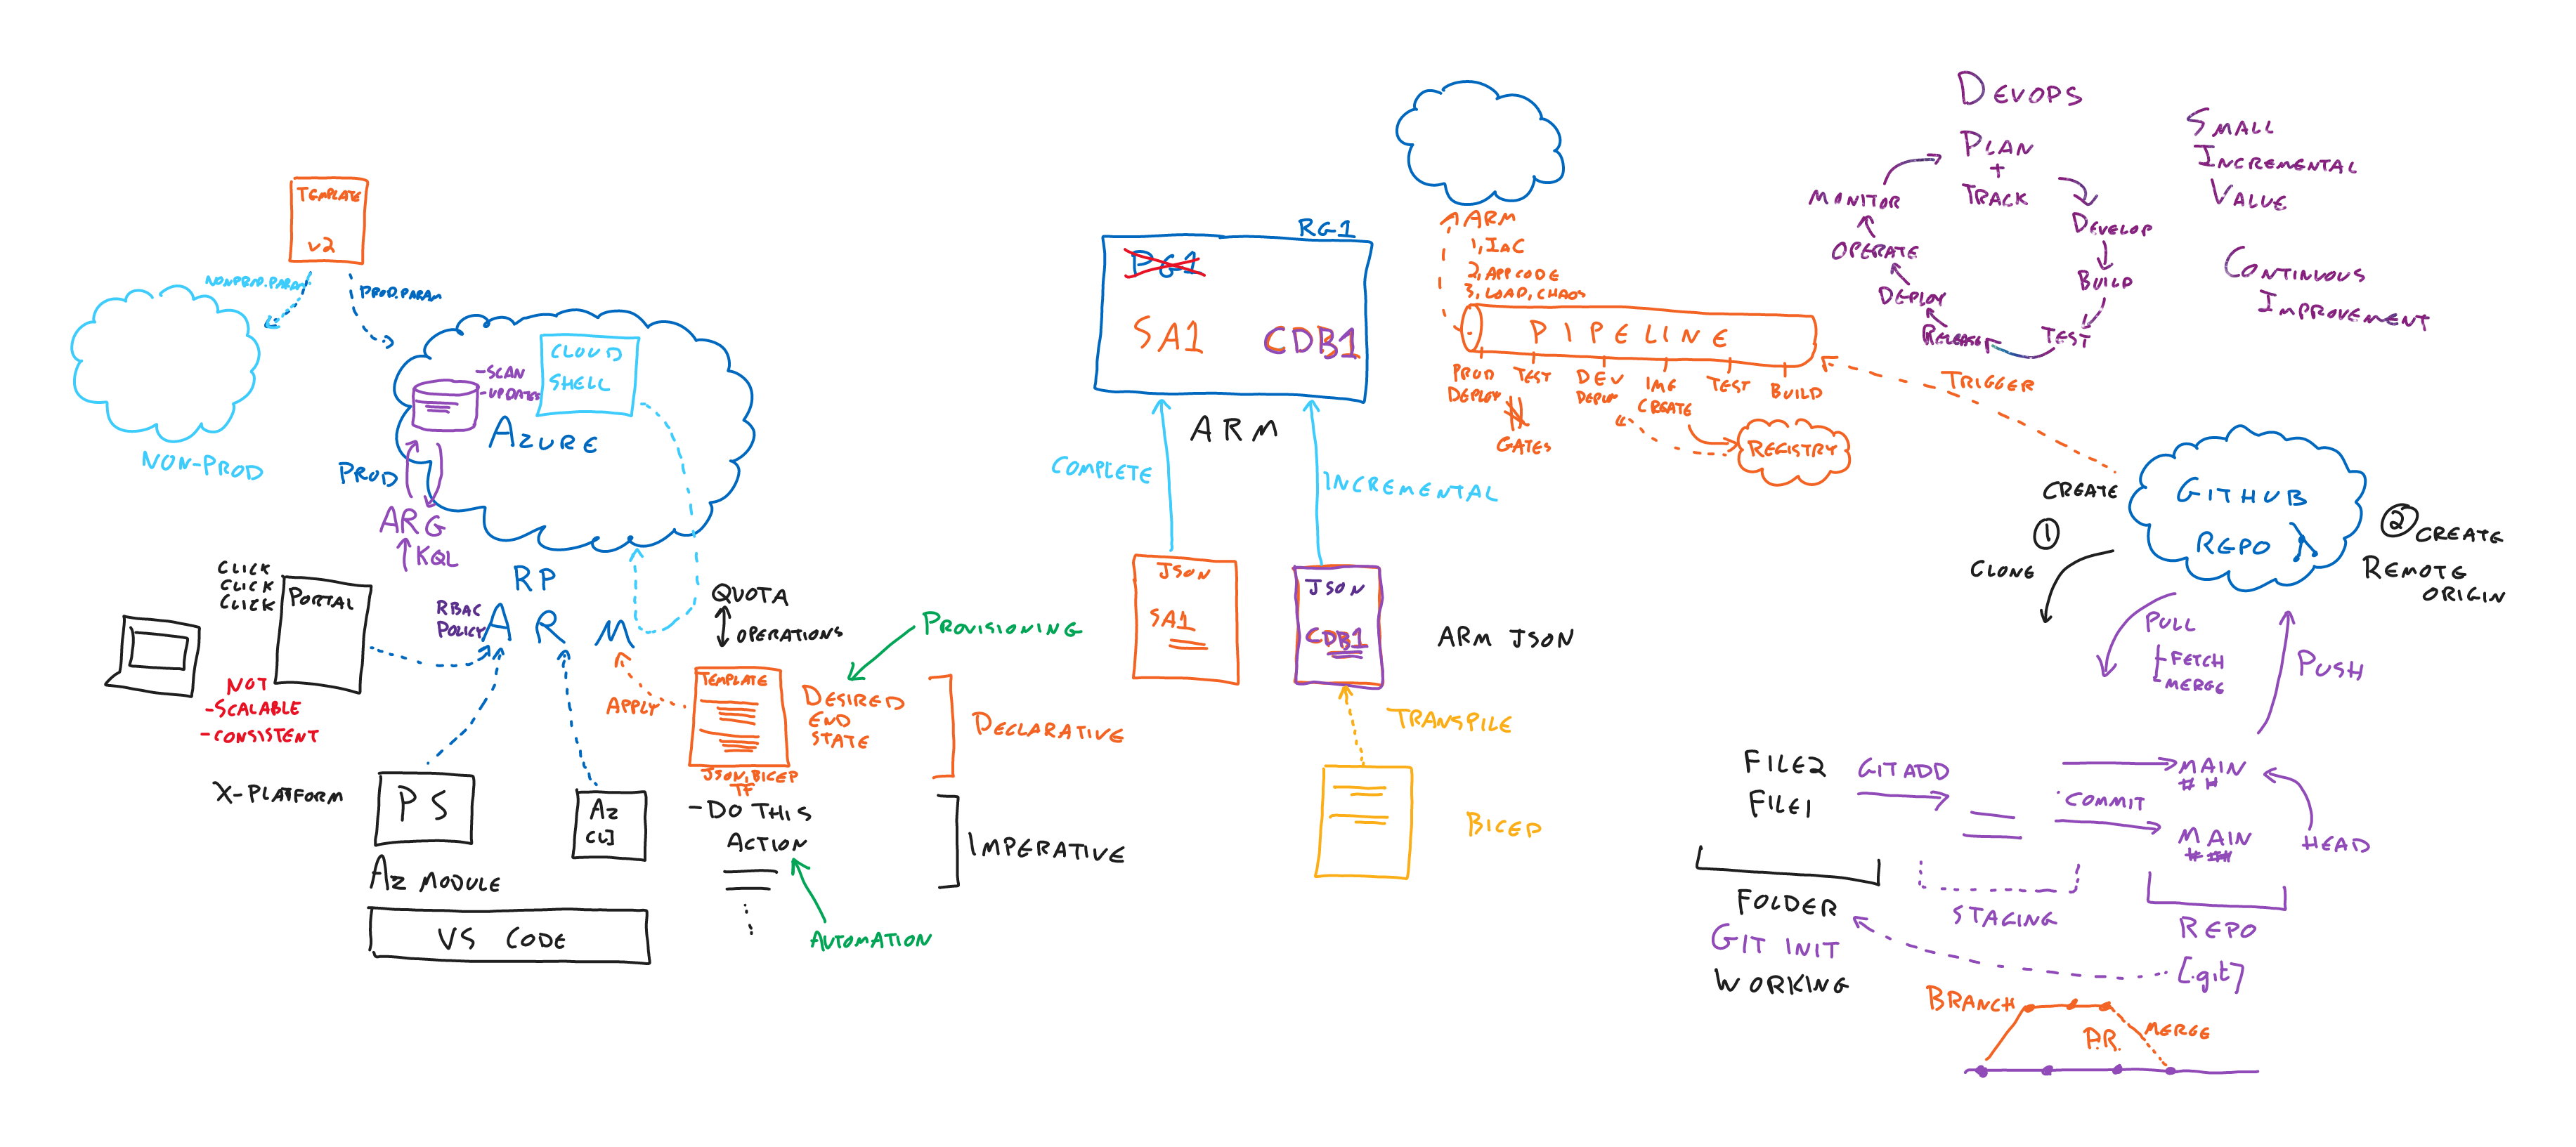 TEMPLATE
v2
NONPROD.PARAM
PROD.PARAM
NON-PROD
CLOUD
SHELL
-SCAN
-UPDATES
AZURE
PROD
ARG
KQL
RP
RBAC
POLICY
A R M
CLICK
CLICK
CLICK
PORTAL
NOT
-SCALABLE
-CONSISTENT
X-PLATFORM
PS
AZ MODULE
AZ
CLI
VS CODE
QUOTA
OPERATIONS
PROVISIONING
APPLY
TEMPLATE
JSON, BICEP
TF
DESIRED
END
STATE
DECLARATIVE
-DO THIS
ACTION
IMPERATIVE
AUTOMATION
RG1
PG1
SA1
CDB1
ARM
COMPLETE
INCREMENTAL
JSON
SA1
JSON
CDB1
ARM JSON
TRANSPILE
BICEP
ARM
1, IAC
2, APP CODE
3, LOAD, CHAOS
PIPELINE
PROD
DEPLOY
TEST
DEV
DEPLOY
IMG
CREATE
TEST
BUILD
GATES
REGISTRY
TRIGGER
DEVOPS
PLAN
+
TRACK
DEVELOP
BUILD
TEST
RELEASE
DEPLOY
OPERATE
MONITOR
SMALL
INCREMENTAL
VALUE
CONTINUOUS
IMPROVEMENT
GITHUB
REPO
CREATE
1
CLONE
2 CREATE
REMOTE
ORIGIN
PULL
-FETCH
-MERGE
PUSH
FILE2
FILE1
GIT ADD
COMMIT
MAIN
##
MAIN
HEAD
FOLDER
GIT INIT
WORKING
STAGING
REPO
[.git]
BRANCH
P.R.
MERGE